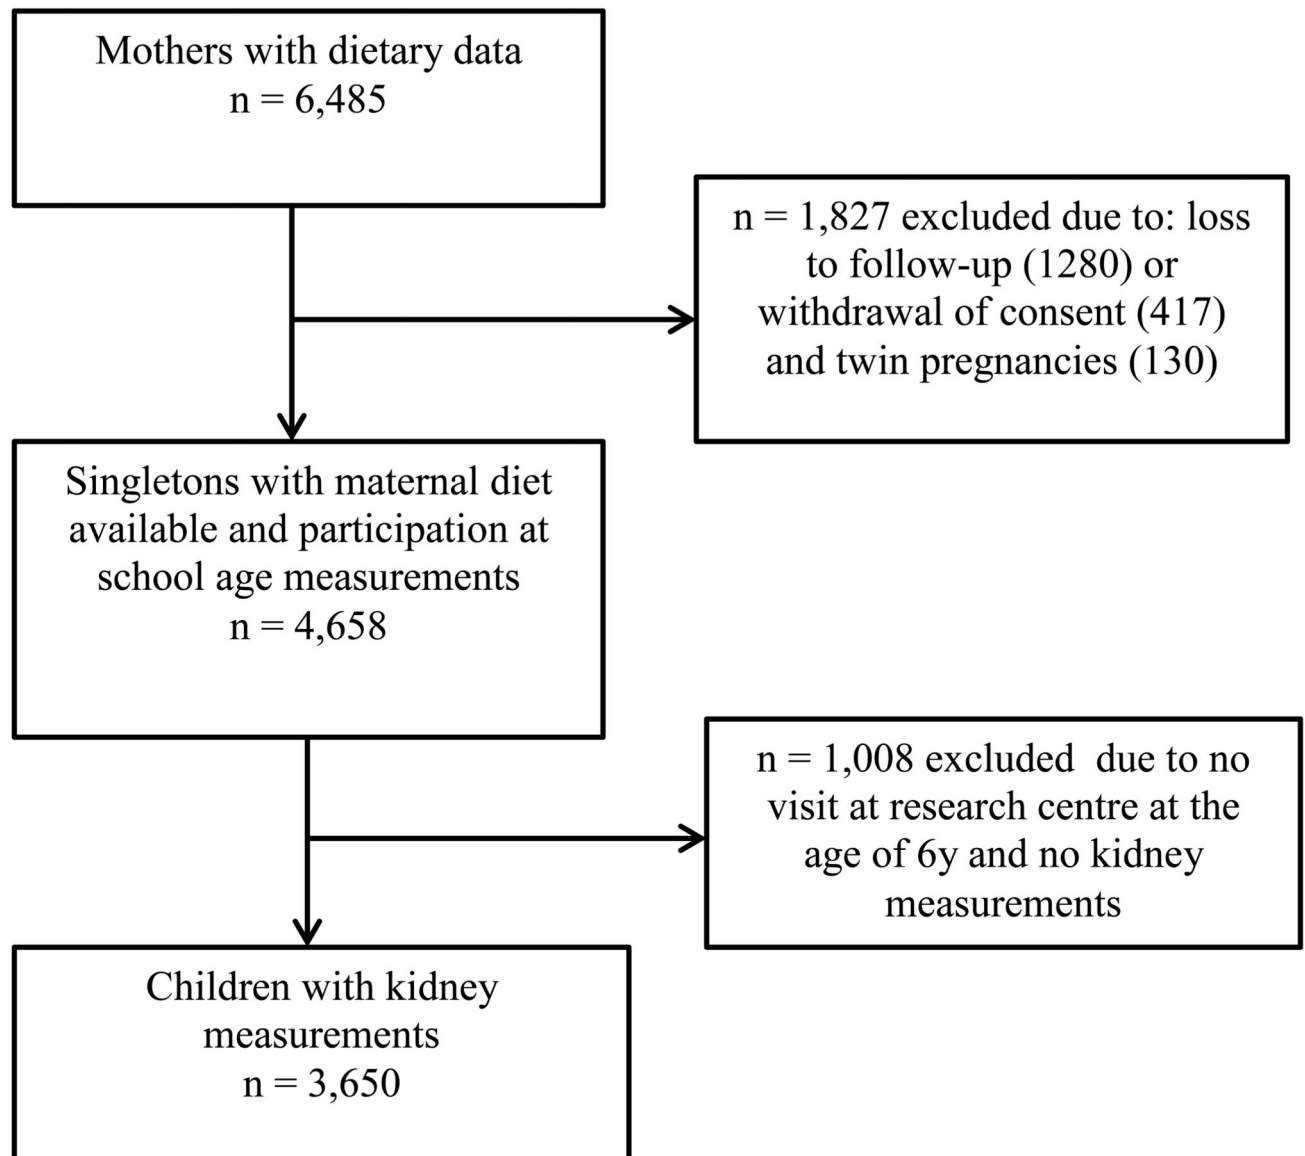 Mothers with dietary data
n = 6,485
n = 1,827 excluded due to: loss
to follow-up (1280) or
withdrawal of consent (417)
and twin pregnancies (130)
Singletons with maternal diet
available and participation at
school age measurements
n = 4,658
n = 1,008 excluded  due to no
visit at research centre at the
age of 6y and no kidney
measurements
Children with kidney
measurements
n = 3,650